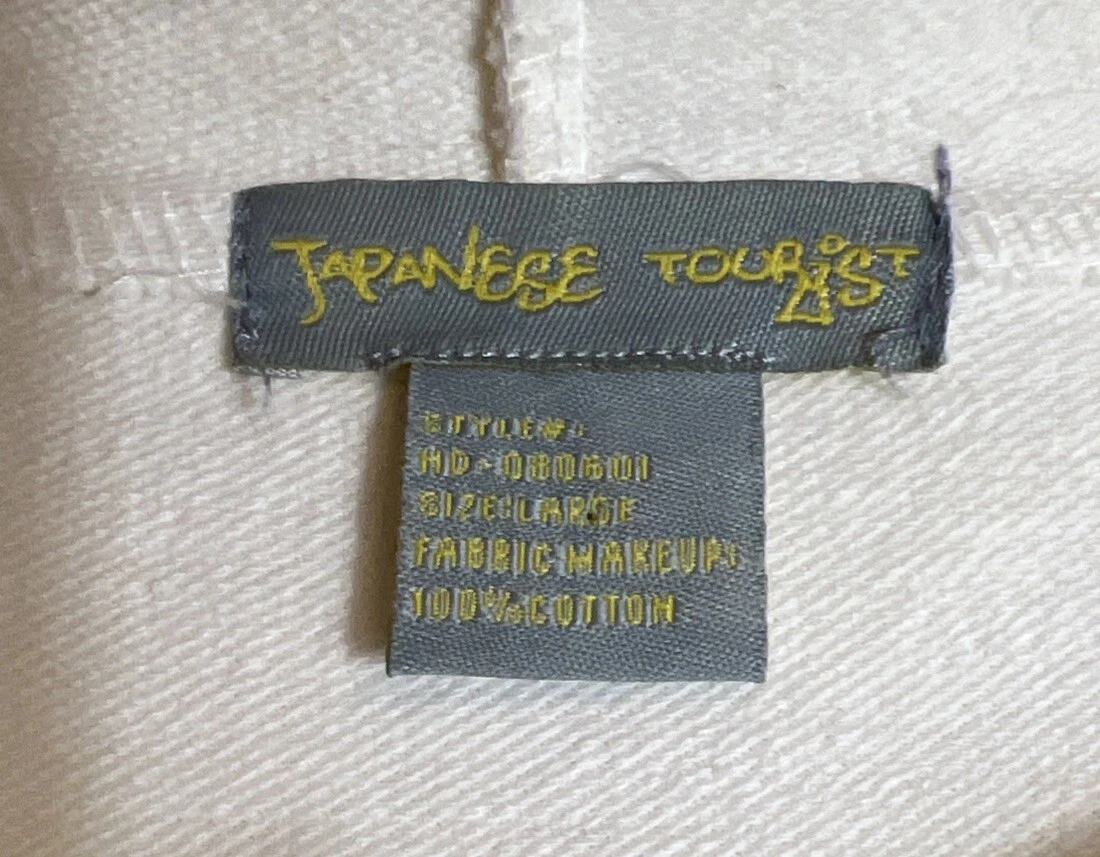 JAPANESE TOURIST
STYLE#:
HD-080601
SIZE:LARGE
FABRIC MAKEUP:
100%COTTON